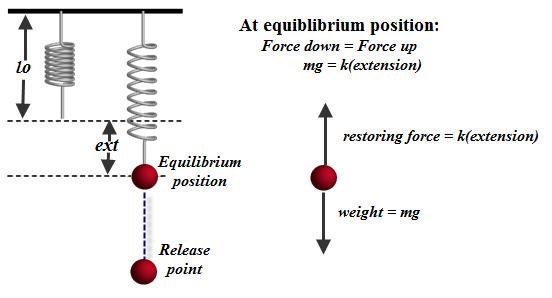 At equiblibrium position:
Force down = Force up
mg = k(extension)
lo
ext
restoring force = k(extension)
Equilibrium
position
weight = mg
Release
point